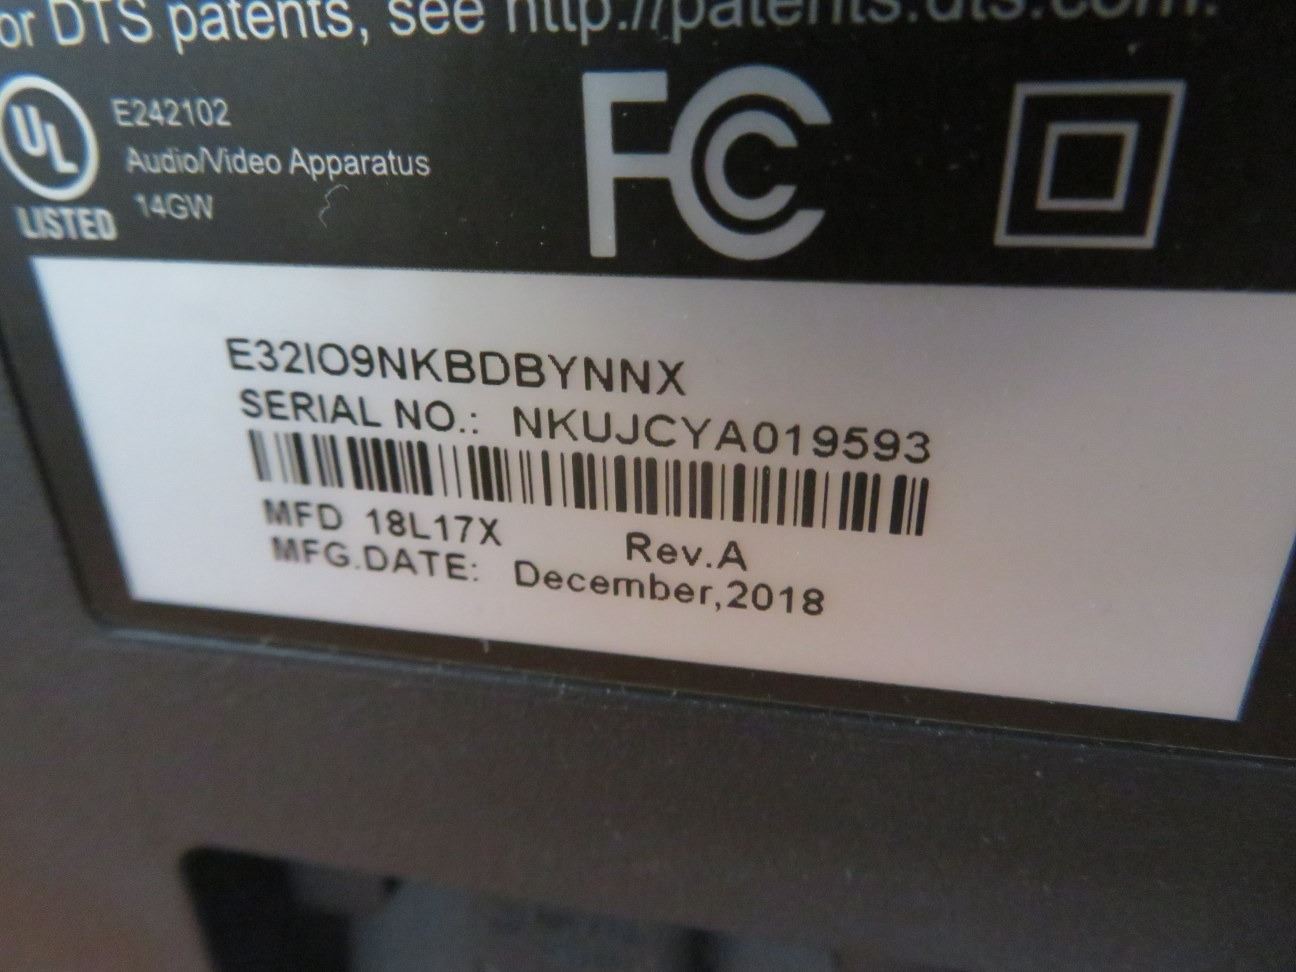 or DTS patents, see http://patents.dts.com.
UL
LISTED
E242102
Audio/Video Apparatus
14GW
FC
E32IO9NKBDBYNNX
SERIAL NO.: NKUJCYA019593
MFD 18L17X Rev.A
MFG.DATE: December,2018